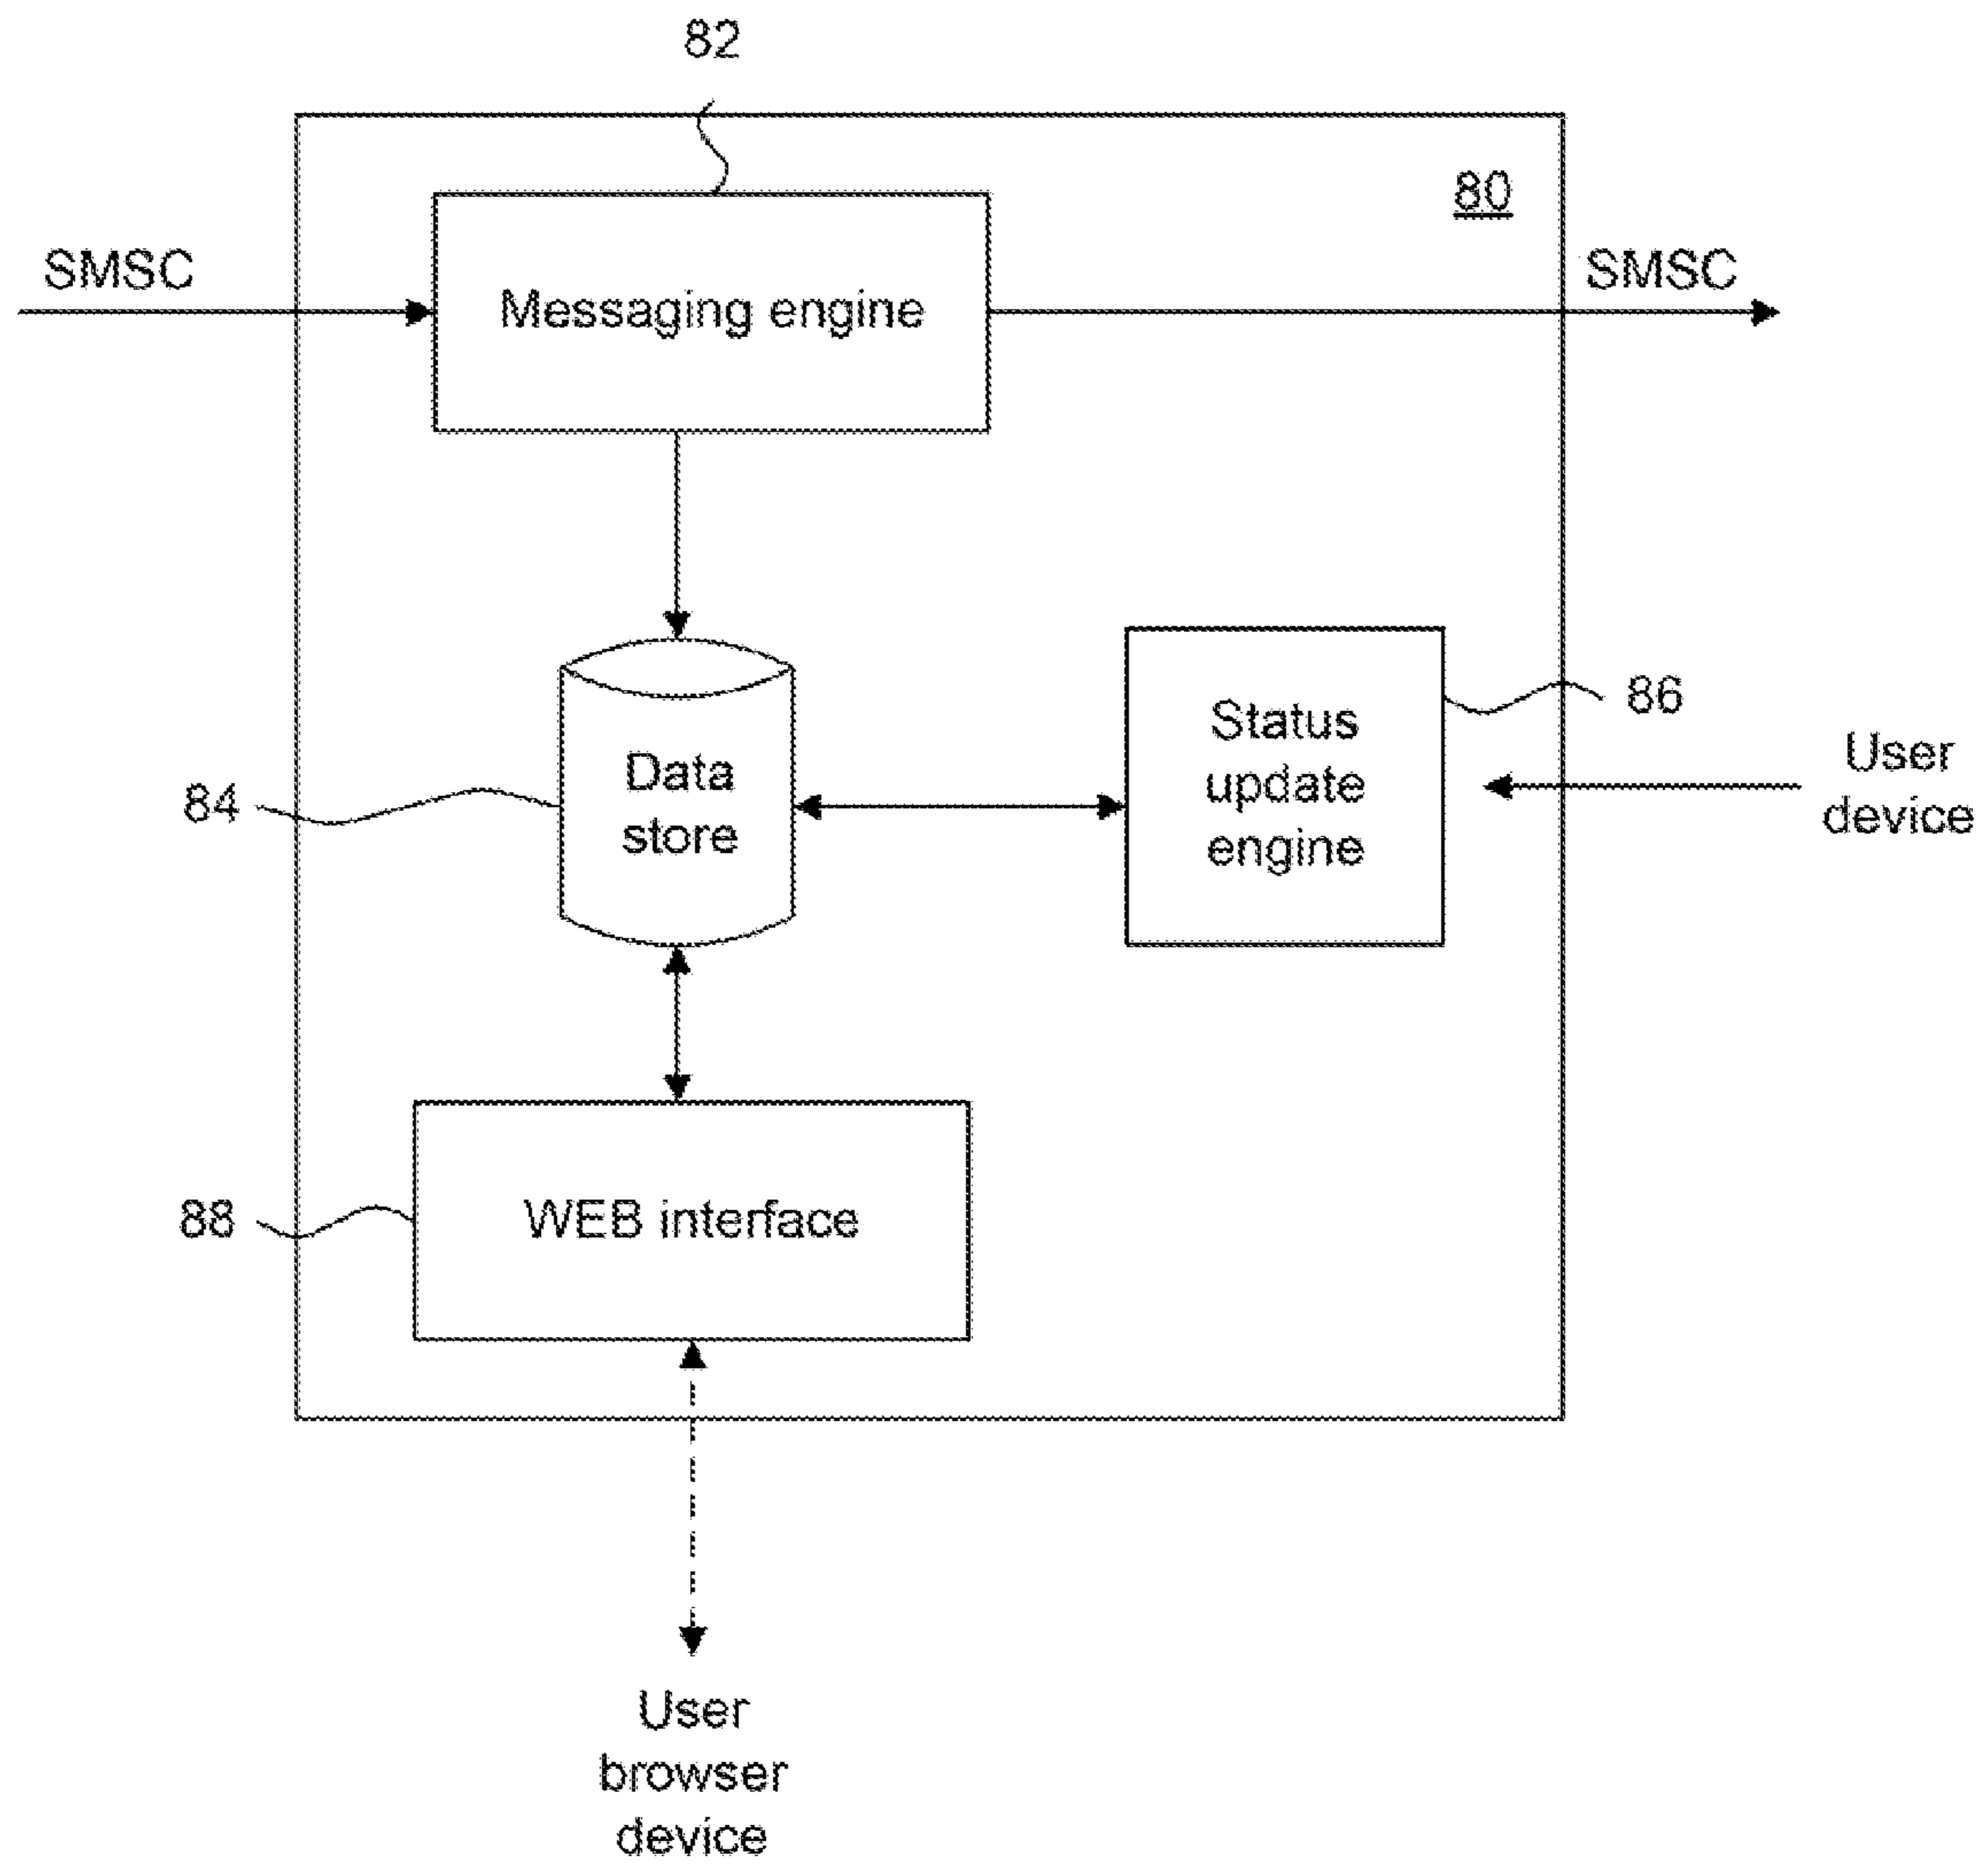 82
80
SMSC
SMSC
Messaging engine
86
Status
update
engine
User
device
Data
store
84
88
WEB interface
User
browser
device